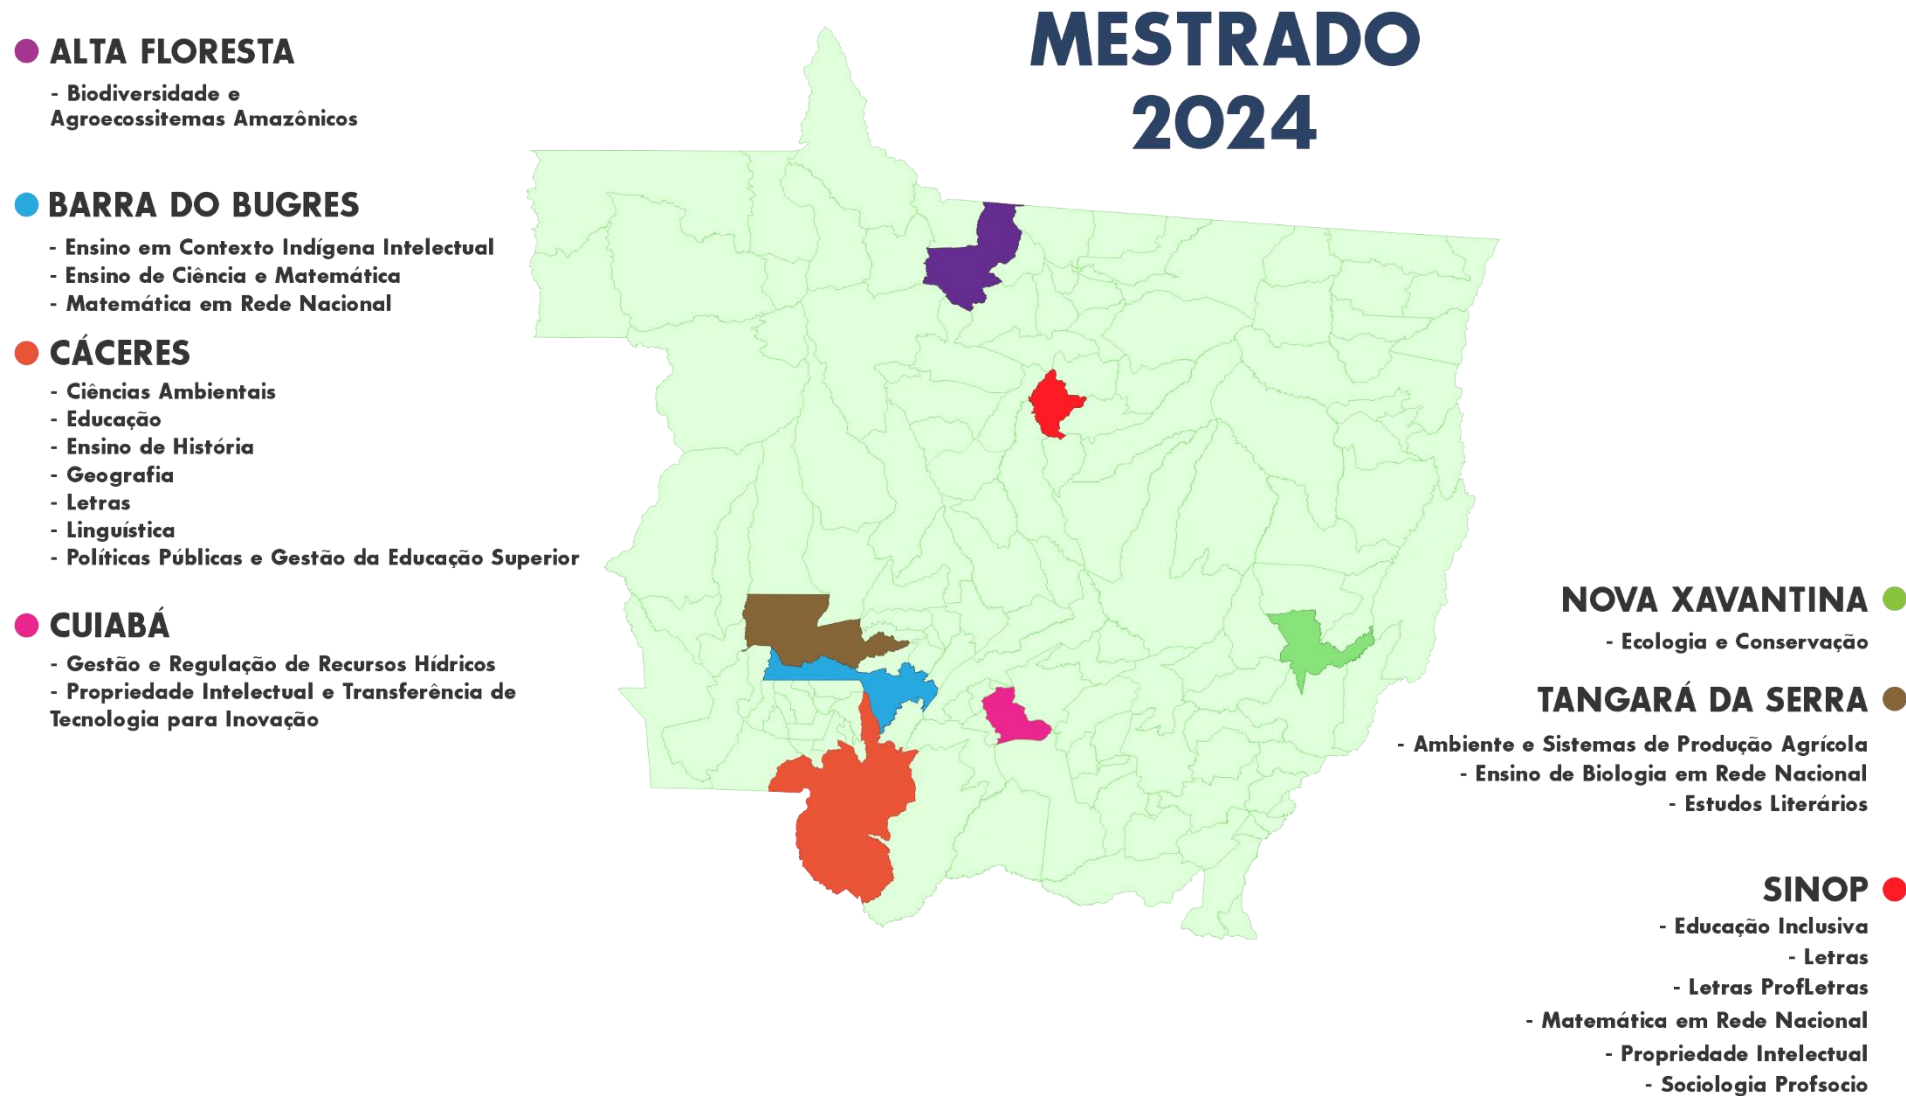 MESTRADO
2024
ALTA FLORESTA
- Biodiversidade e
Agroecossitemas Amazônicos
BARRA DO BUGRES
- Ensino em Contexto Indígena Intelectual
- Ensino de Ciência e Matemática
- Matemática em Rede Nacional
CÁCERES
- Ciências Ambientais
- Educação
- Ensino de História
- Geografia
- Letras
- Linguística
- Políticas Públicas e Gestão da Educação Superior
CUIABÁ
- Gestão e Regulação de Recursos Hídricos
- Propriedade Intelectual e Transferência de
Tecnologia para Inovação
NOVA XAVANTINA
- Ecologia e Conservação
TANGARÁ DA SERRA
- Ambiente e Sistemas de Produção Agrícola
- Ensino de Biologia em Rede Nacional
- Estudos Literários
SINOP
- Educação Inclusiva
- Letras
- Letras ProfLetras
- Matemática em Rede Nacional
- Propriedade Intelectual
- Sociologia Profsocio